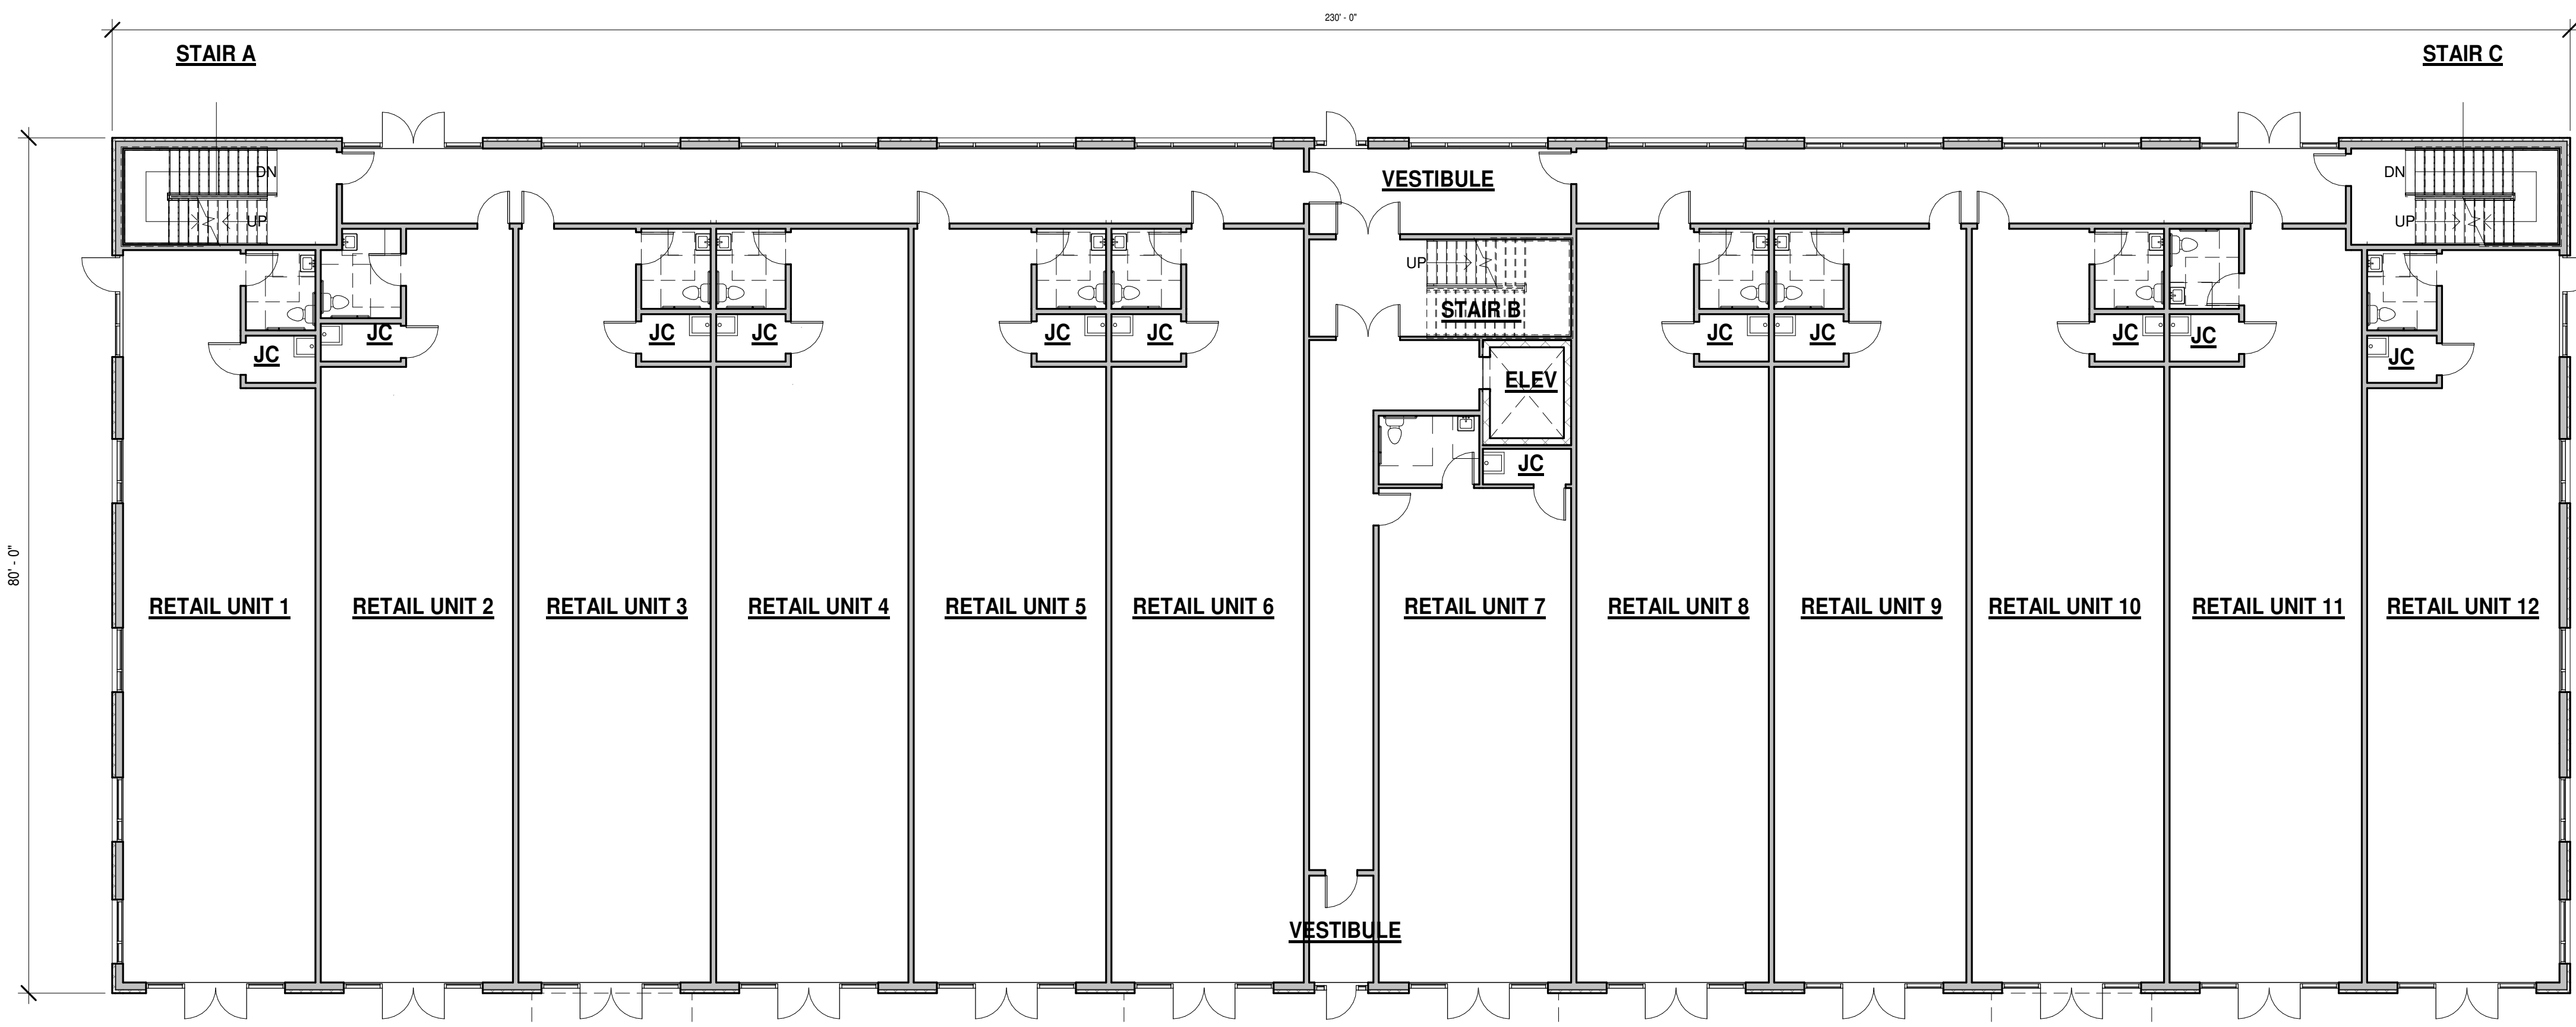 230' - 0"
STAIR A
STAIR C
DN
UP
VESTIBULE
DN
UP
UP
STAIR B
JC
JC
JC
JC
JC
JC
JC
JC
JC
JC
JC
ELEV
JC
JC
80' - 0"
RETAIL UNIT 1
RETAIL UNIT 2
RETAIL UNIT 3
RETAIL UNIT 4
RETAIL UNIT 5
RETAIL UNIT 6
RETAIL UNIT 7
RETAIL UNIT 8
RETAIL UNIT 9
RETAIL UNIT 10
RETAIL UNIT 11
RETAIL UNIT 12
VESTIBULE